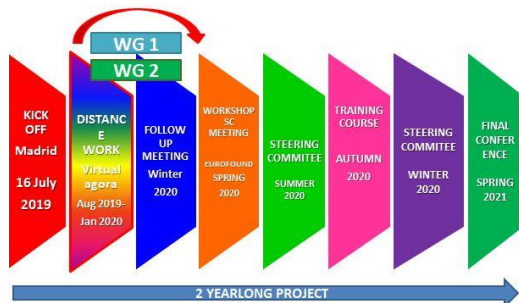 WG 1
WG 2
KICK
OFF
Madrid
16 July
2019
DISTANC
E
WORK
Virtual
agora
Aug 2019-
Jan 2020
FOLLOW
UP
MEETING
Winter
2020
WORKSHOP
SC
MEETING
EUROFOUND
SPRING
2020
STEERING
COMMITEE
SUMMER
2020
TRAINING
COURSE
AUTUMN
2020
STEERING
COMMITEE
WINTER
2020
FINAL
CONFER
ENCE
SPRING
2021
2 YEARLONG PROJECT